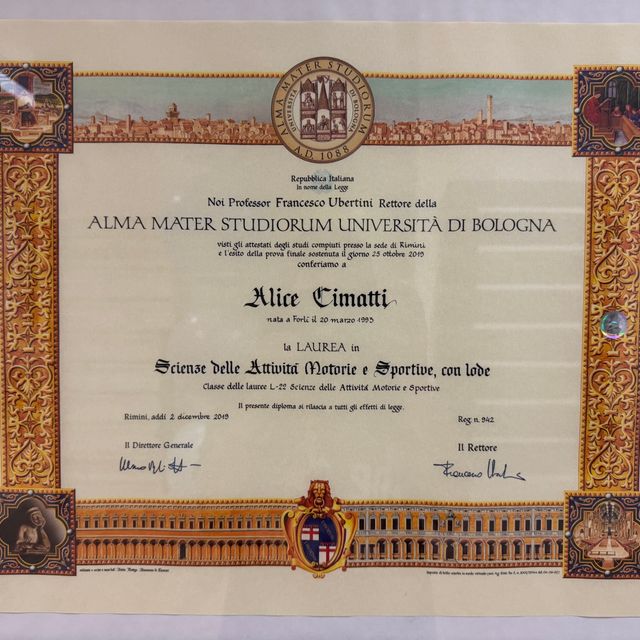 ALMA MATER STUDIORUM
UNIVERSITÀ DI BOLOGNA
A.D. 1088
Repubblica Italiana
In nome della Legge
Noi Professor Francesco Ubertini Rettore della
ALMA MATER STUDIORUM UNIVERSITÀ DI BOLOGNA
visti gli attestati degli studi compiuti presso la sede di Rimini
e l'esito della prova finale sostenuta il giorno 25 ottobre 2019
conferiamo a
Alice Cimatti
nata a Forlì il 20 marzo 1993
la LAUREA in
Scienze delle Attività Motorie e Sportive, con lode
Classe delle lauree L-22 Scienze delle Attività Motorie e Sportive
Il presente diploma si rilascia a tutti gli effetti di legge.
Rimini, addì 2 dicembre 2019
Reg. n. 942
Il Direttore Generale
Il Rettore